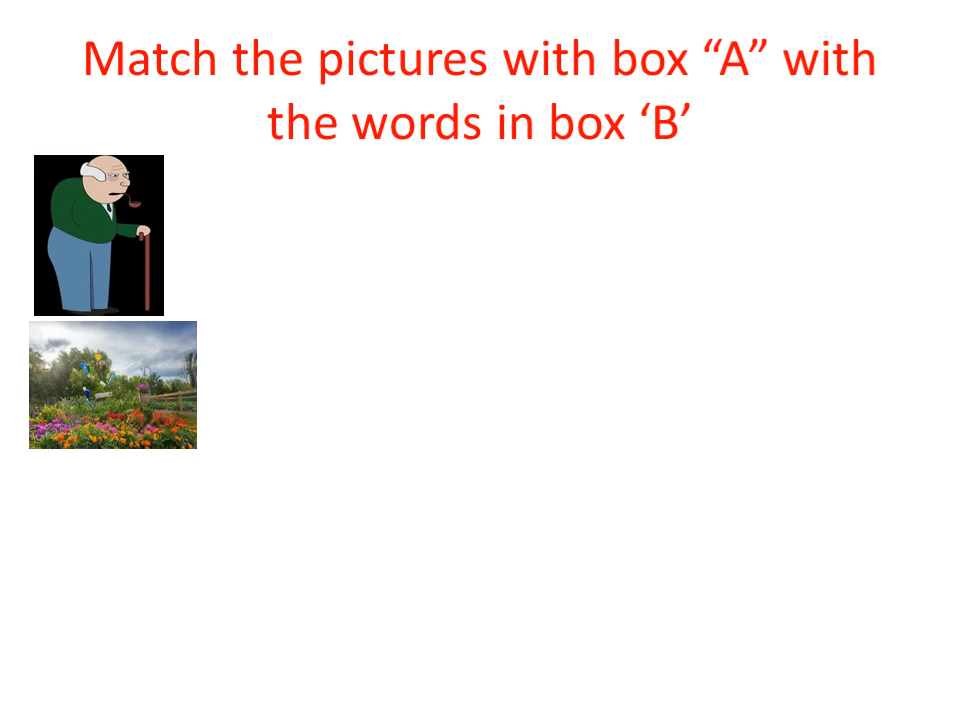 Match the pictures with box “A” with
the words in box ‘B’